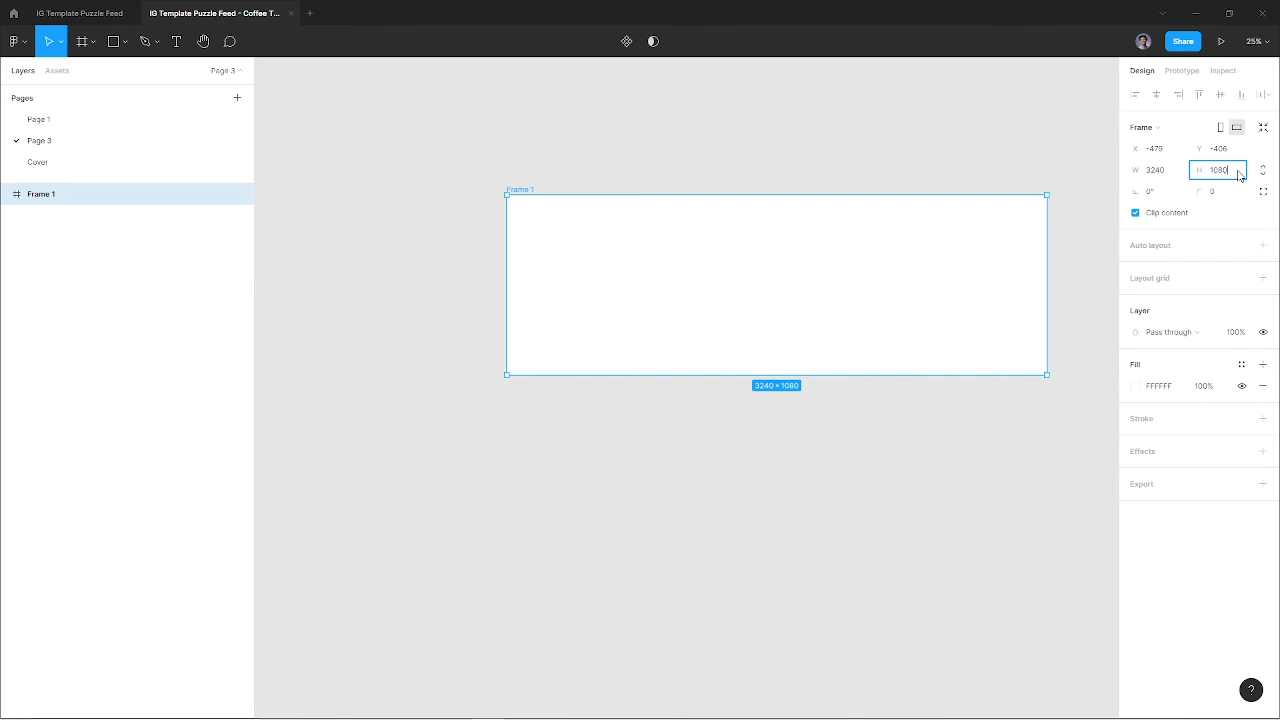 IG Template Puzzle Feed
IG Template Puzzle Feed - Coffee T...
Share
25%
Layers
Assets
Page 3
Pages
Page 1
Page 3
Cover
Frame 1
Frame 1
3240 × 1080
Design
Prototype
Inspect
Frame
X -479
Y -406
W 3240
H 1080
0°
0
Clip content
Auto layout
Layout grid
Layer
Pass through
100%
Fill
FFFFFF
100%
Stroke
Effects
Export
?